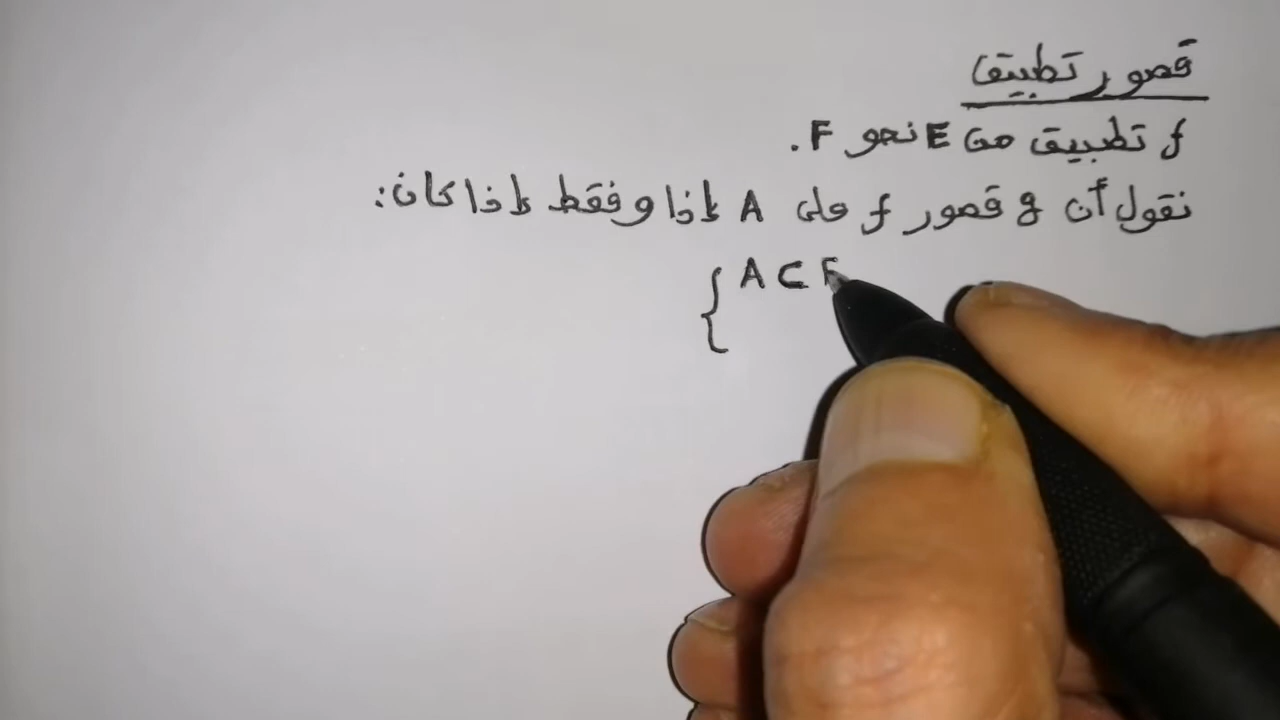 قصور تطبيق
f تطبيق من E نحو F.
نقول أن g قصور f على A إذا وفقط إذا كان:
{ A ⊂